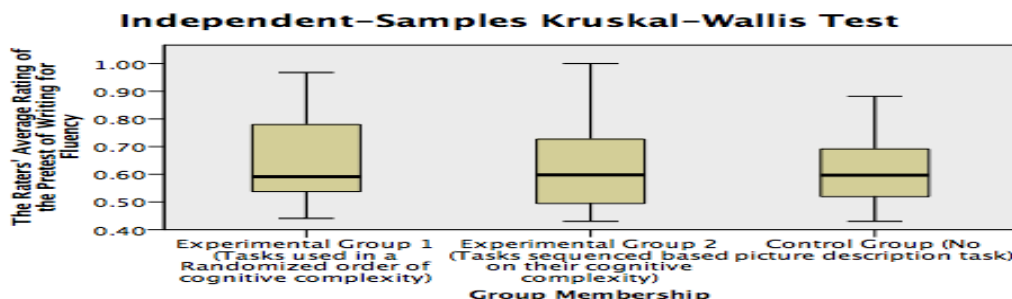 Independent-Samples Kruskal-Wallis Test
The Raters' Average Rating of
the Pretest of Writing for
Fluency
1.00
0.90
0.80
0.70
0.60
0.50
0.40
Experimental Group 1
(Tasks used in a
Randomized order of
cognitive complexity)
Experimental Group 2
(Tasks sequenced based
on their cognitive
complexity)
Control Group (No
picture description task)
Group Membership